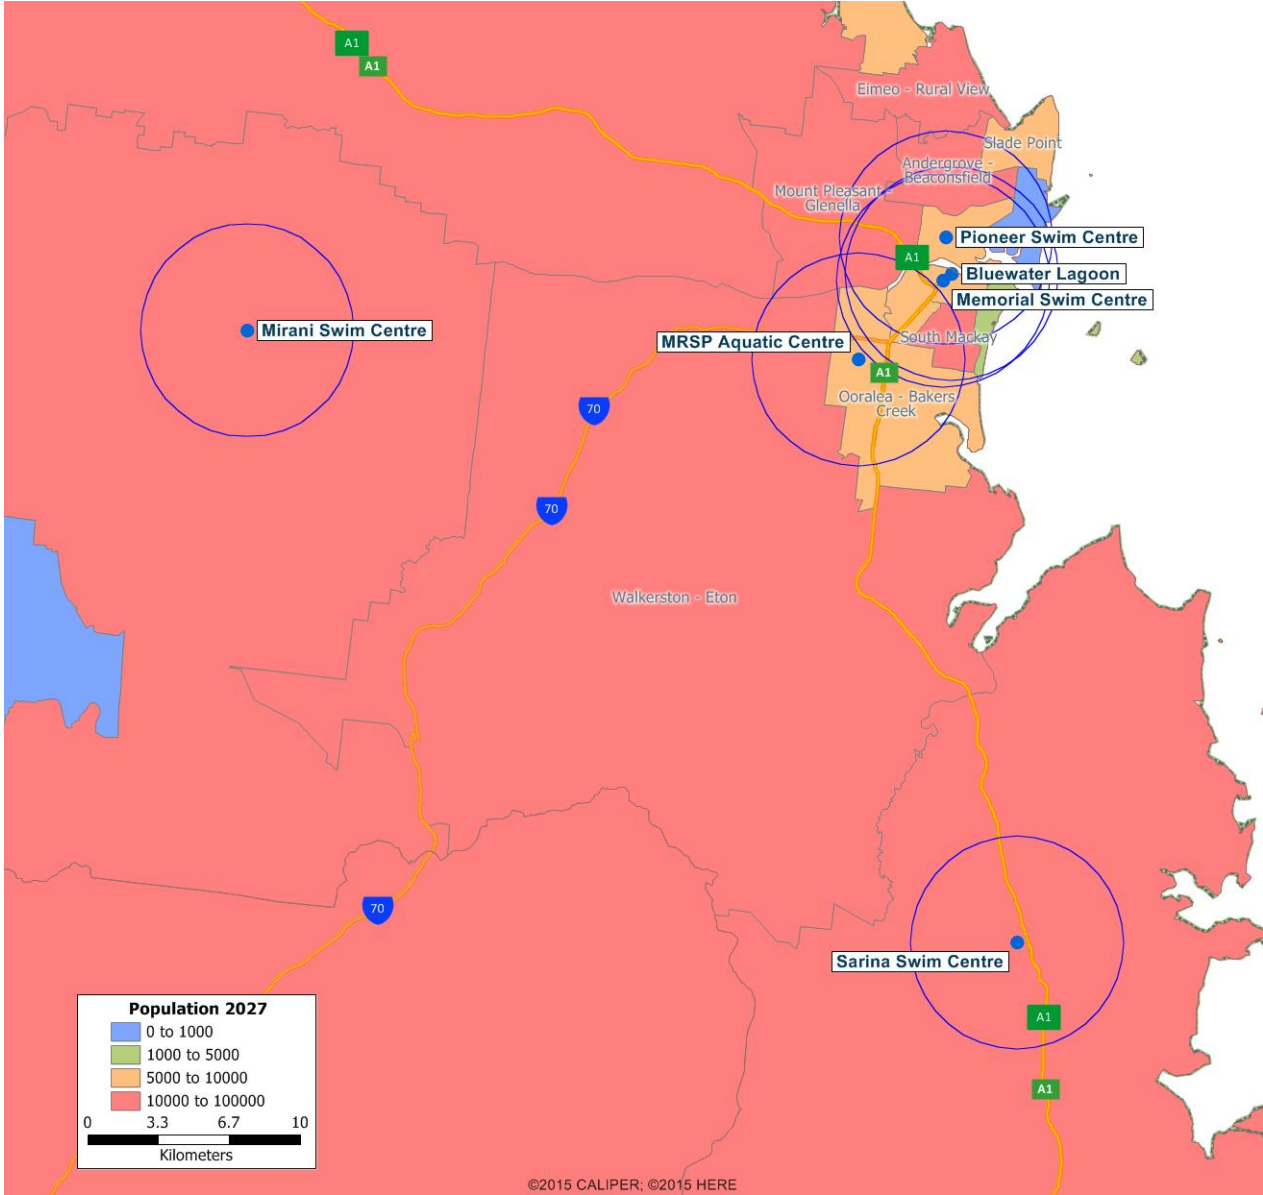 A1
A1
Eimeo - Rural View
Slade Point
Andergrove -
Beaconsfield
Mount Pleasant -
Glenella
Pioneer Swim Centre
A1
Bluewater Lagoon
Memorial Swim Centre
Mirani Swim Centre
South Mackay
MRSP Aquatic Centre
A1
Ooralea - Bakers
Creek
70
70
Walkerston - Eton
70
Sarina Swim Centre
A1
A1
Population 2027
0 to 1000
1000 to 5000
5000 to 10000
10000 to 100000
0 3.3 6.7 10
Kilometers
©2015 CALIPER; ©2015 HERE